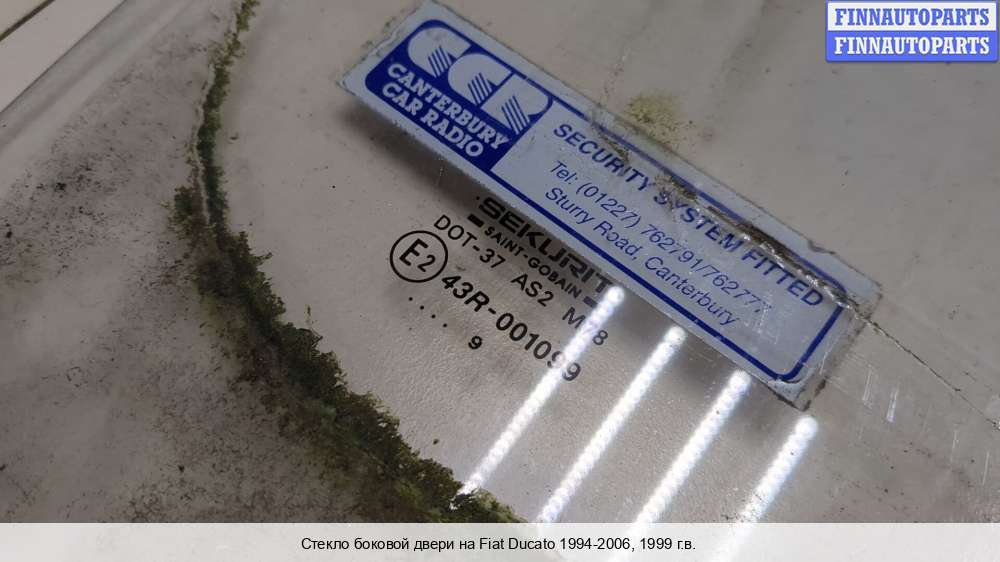 FINNAUTOPARTS
FINNAUTOPARTS
CCR
CANTERBURY
CAR RADIO
SECURITY SYSTEM FITTED
Tel: (01227) 762791/762777
Sturry Road, Canterbury
SEKURIT
SAINT-GOBAIN
DOT-37 AS2 M78
E2 43R-001099
.... 9
Стекло боковой двери на Fiat Ducato 1994-2006, 1999 г.в.